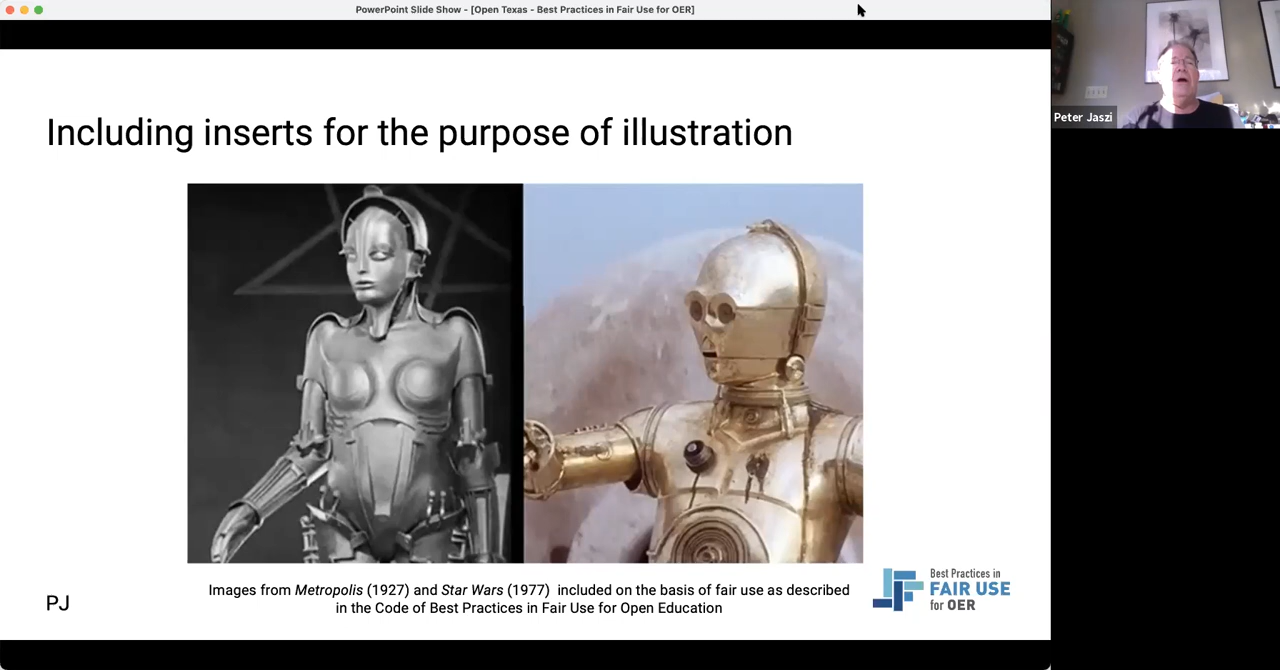 PowerPoint Slide Show - [Open Texas - Best Practices in Fair Use for OER]
Peter Jaszi
Including inserts for the purpose of illustration
Images from Metropolis (1927) and Star Wars (1977) included on the basis of fair use as described
in the Code of Best Practices in Fair Use for Open Education
PJ
Best Practices in
FAIR USE
for OER